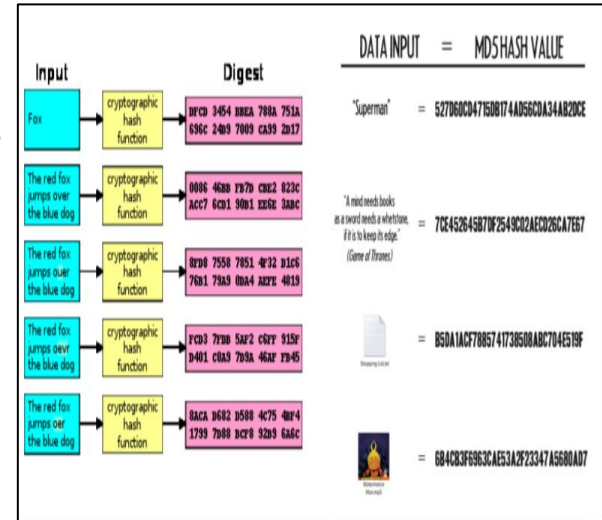 Input
Digest
Fox
cryptographic
hash
function
DFCD 3454 BBEA 788A 751A
696C 24D9 7009 CA99 2D17
The red fox
jumps over
the blue dog
cryptographic
hash
function
0086 46BB FB7D CBE2 823C
ACC7 6CD1 90B1 EE6E 3ABC
The red fox
jumps ouer
the blue dog
cryptographic
hash
function
8FD8 7558 7851 4F32 D1C6
76B1 79A9 0DA4 AEFE 4819
The red fox
jumps oevr
the blue dog
cryptographic
hash
function
FCD3 7FDB 5AF2 C6FF 915F
D401 C0A9 7D9A 46AF FB45
The red fox
jumps oer
the blue dog
cryptographic
hash
function
8ACA D682 D588 4C75 4BF4
1799 7D88 BCF8 92B9 6A6C
DATA INPUT = MD5 HASH VALUE
"Superman" = 527D60CD4715DB174AD56CDA34AB2DCE
"A mind needs books
as a sword needs a whetstone,
if it is to keep its edge."
(Game of Thrones)
= 7CE452645B7DF2549C02AECD26CA7E67
Shopping List.txt
= B5DA1ACF7885741738508ABC704E519F
= 6B4CB3F6963CAE53A2F23347A5680AD7